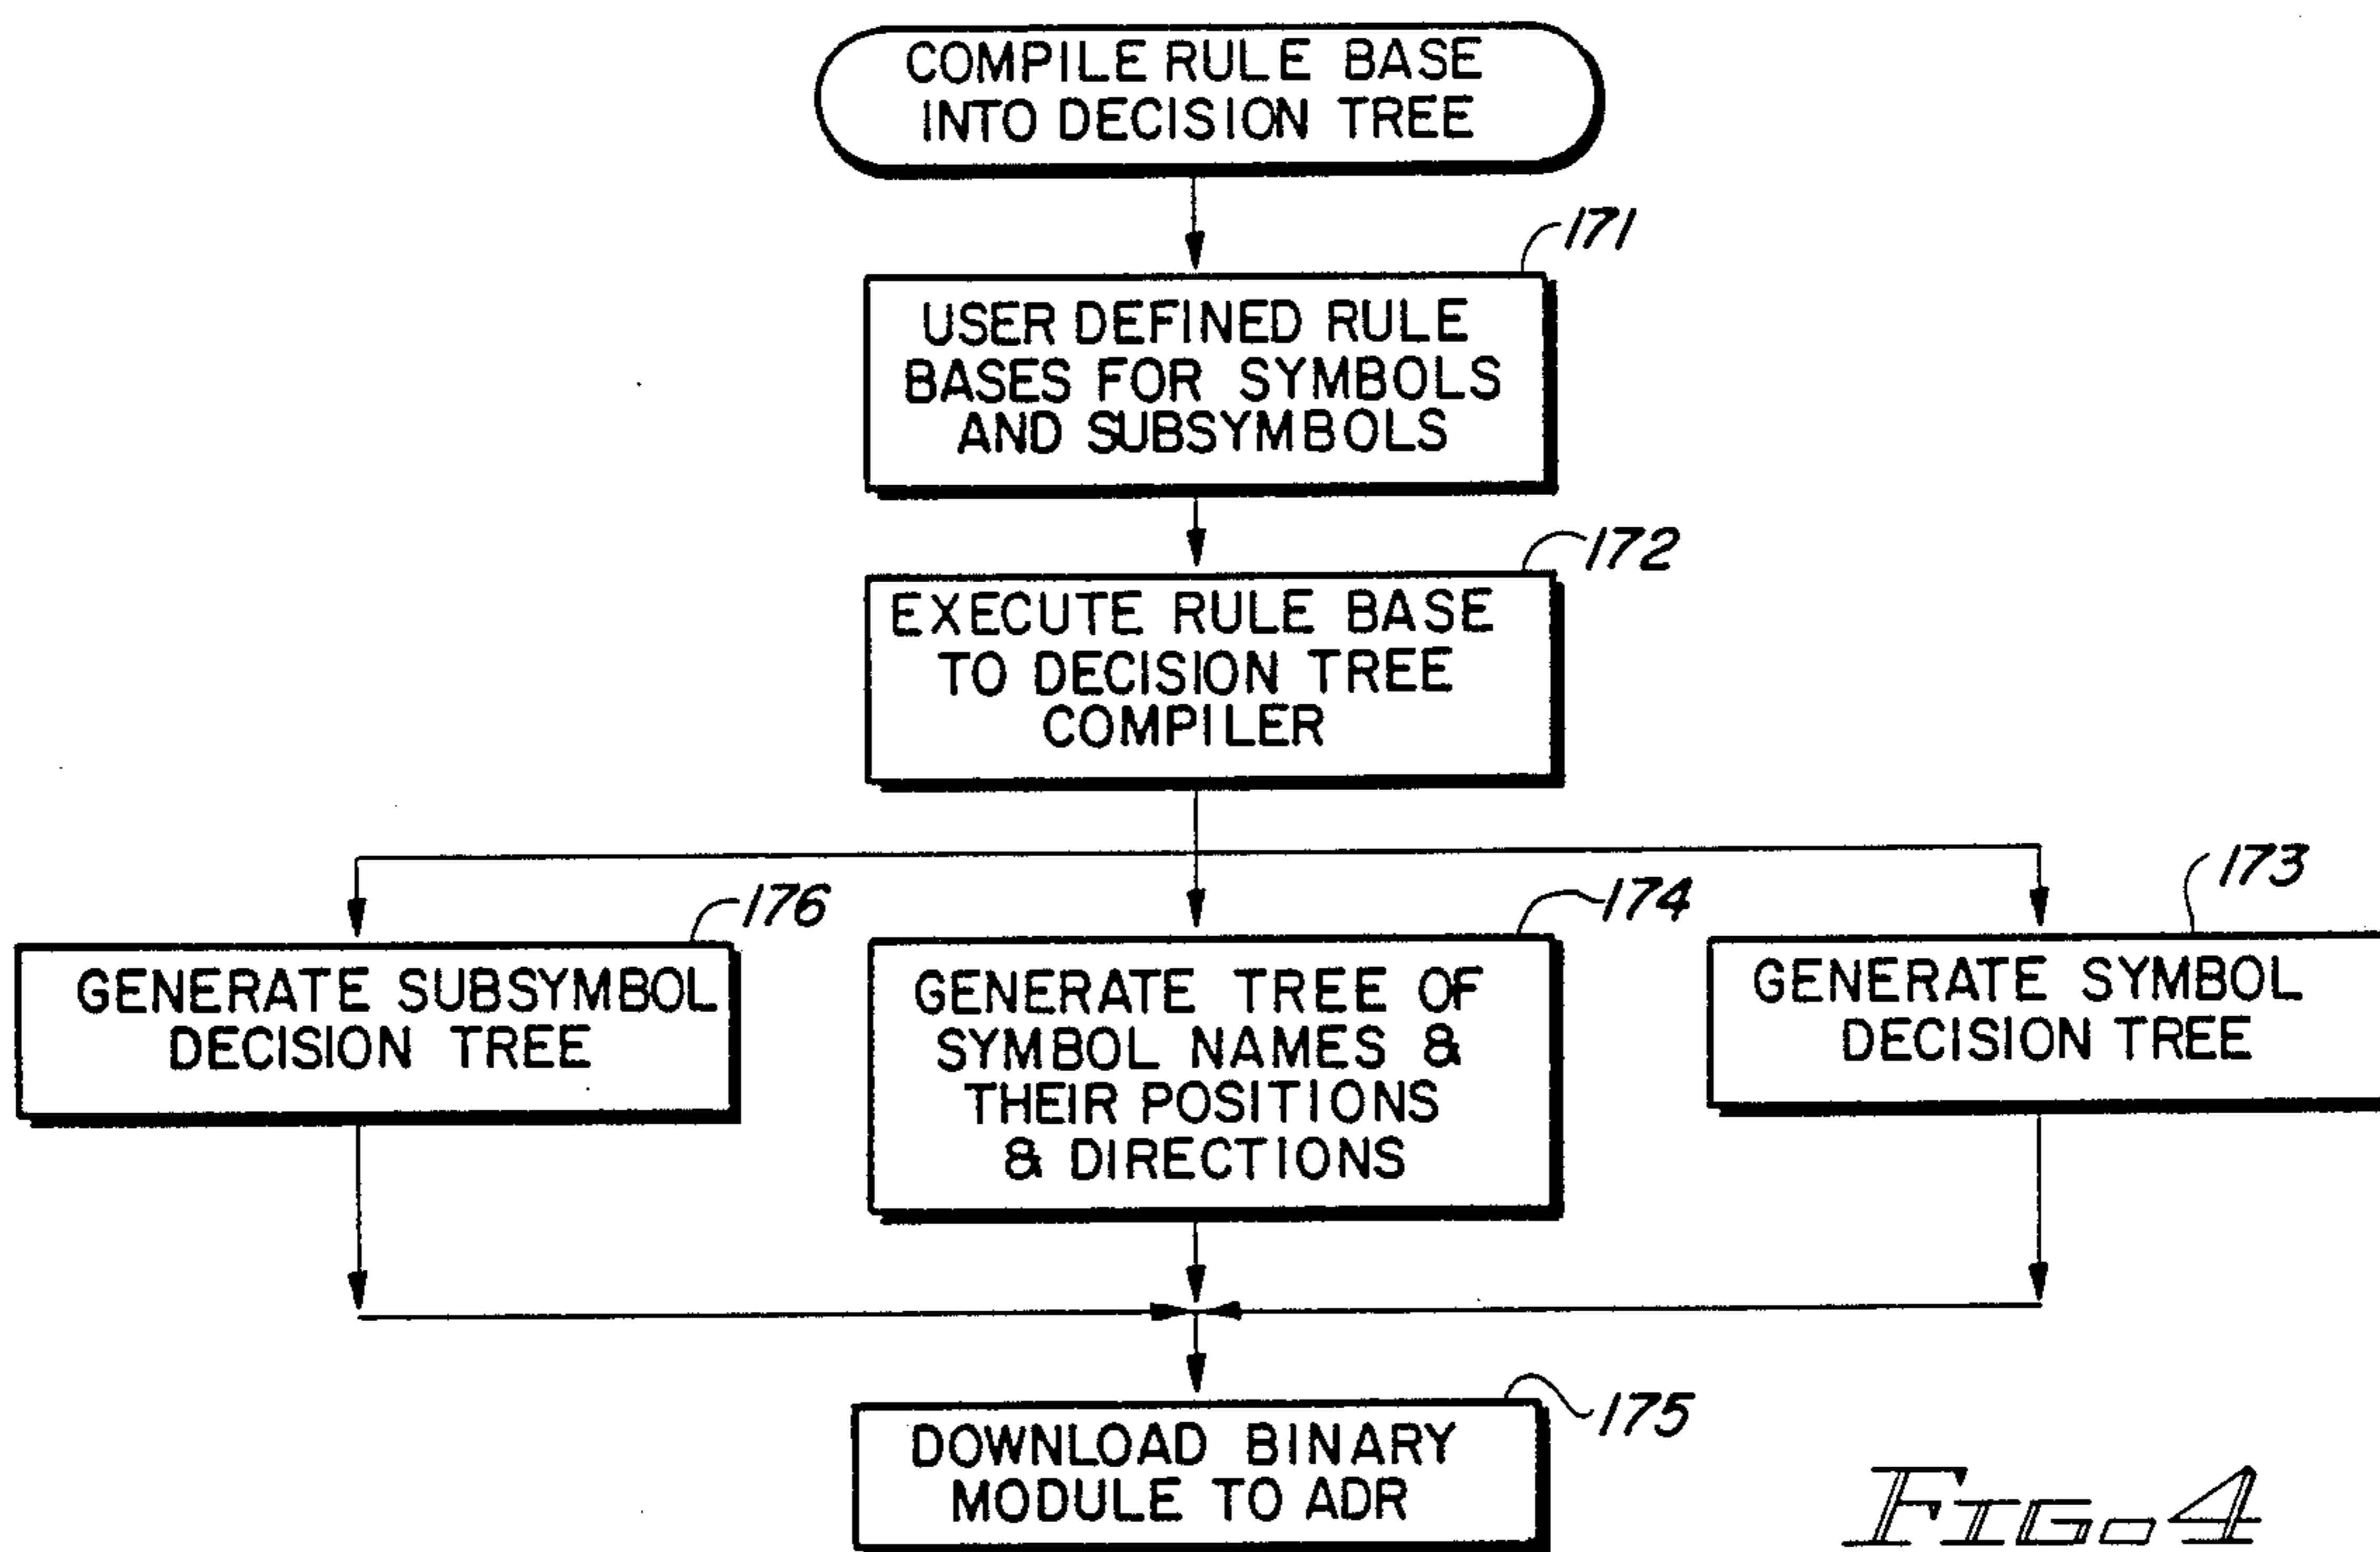 COMPILE RULE BASE
INTO DECISION TREE
171
USER DEFINED RULE
BASES FOR SYMBOLS
AND SUBSYMBOLS
172
EXECUTE RULE BASE
TO DECISION TREE
COMPILER
176
GENERATE SUBSYMBOL
DECISION TREE
174
GENERATE TREE OF
SYMBOL NAMES &
THEIR POSITIONS
& DIRECTIONS
173
GENERATE SYMBOL
DECISION TREE
175
DOWNLOAD BINARY
MODULE TO ADR
FIG. 4